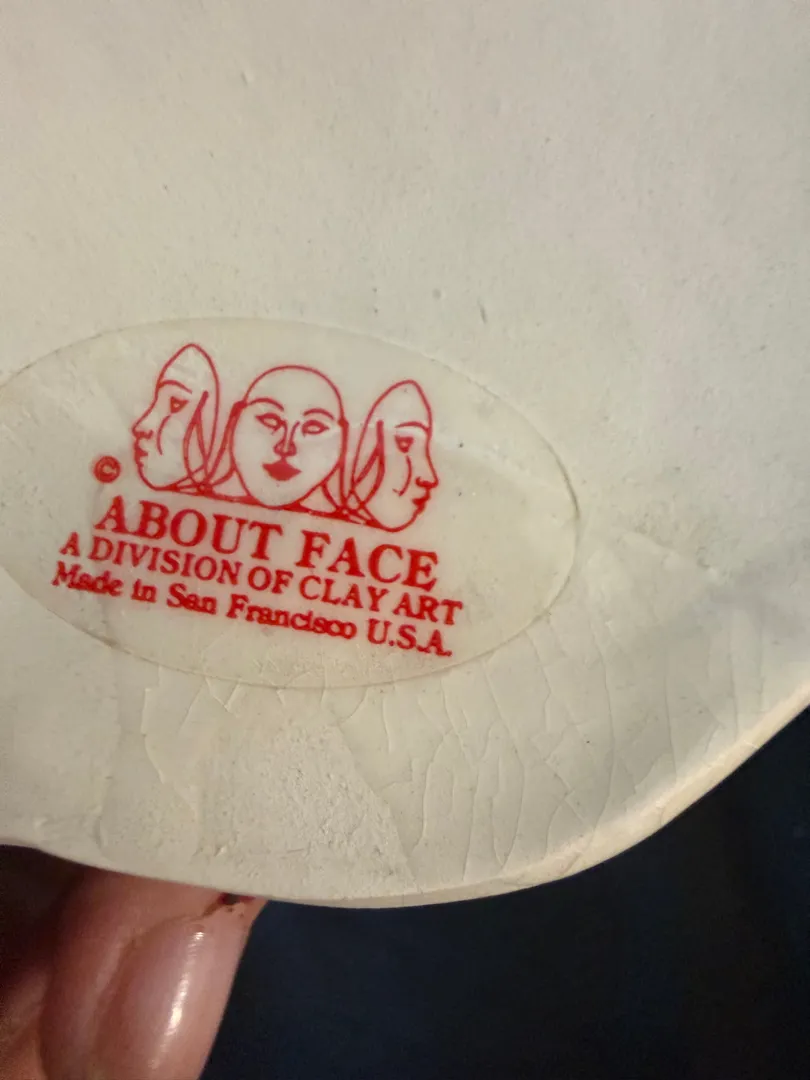 ©
ABOUT FACE
A DIVISION OF CLAY ART
Made in San Francisco U.S.A.